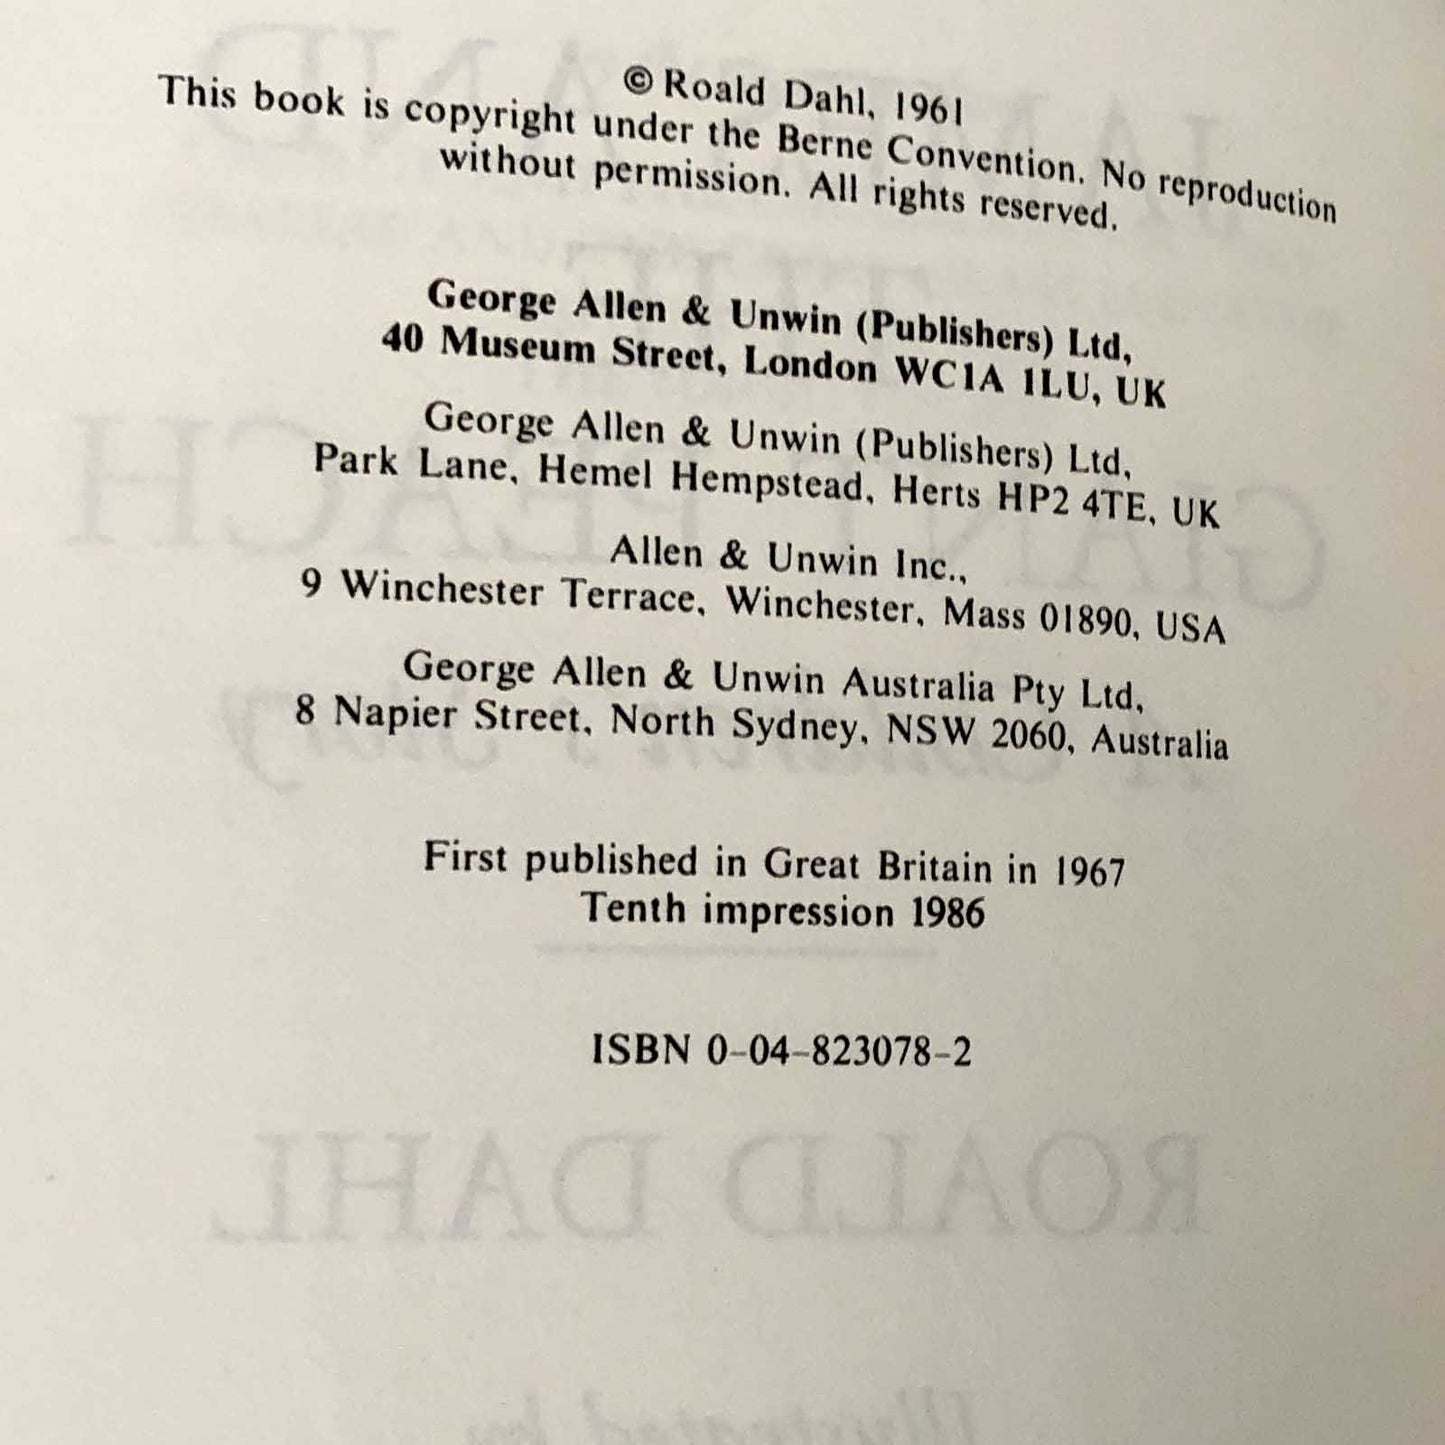 © Roald Dahl, 1961
This book is copyright under the Berne Convention. No reproduction
without permission. All rights reserved.
George Allen & Unwin (Publishers) Ltd,
40 Museum Street, London WC1A 1LU, UK
George Allen & Unwin (Publishers) Ltd,
Park Lane, Hemel Hempstead, Herts HP2 4TE, UK
Allen & Unwin Inc.,
9 Winchester Terrace, Winchester, Mass 01890, USA
George Allen & Unwin Australia Pty Ltd,
8 Napier Street, North Sydney, NSW 2060, Australia
First published in Great Britain in 1967
Tenth impression 1986
ISBN 0-04-823078-2
ROALD DAHL
Illustrated by